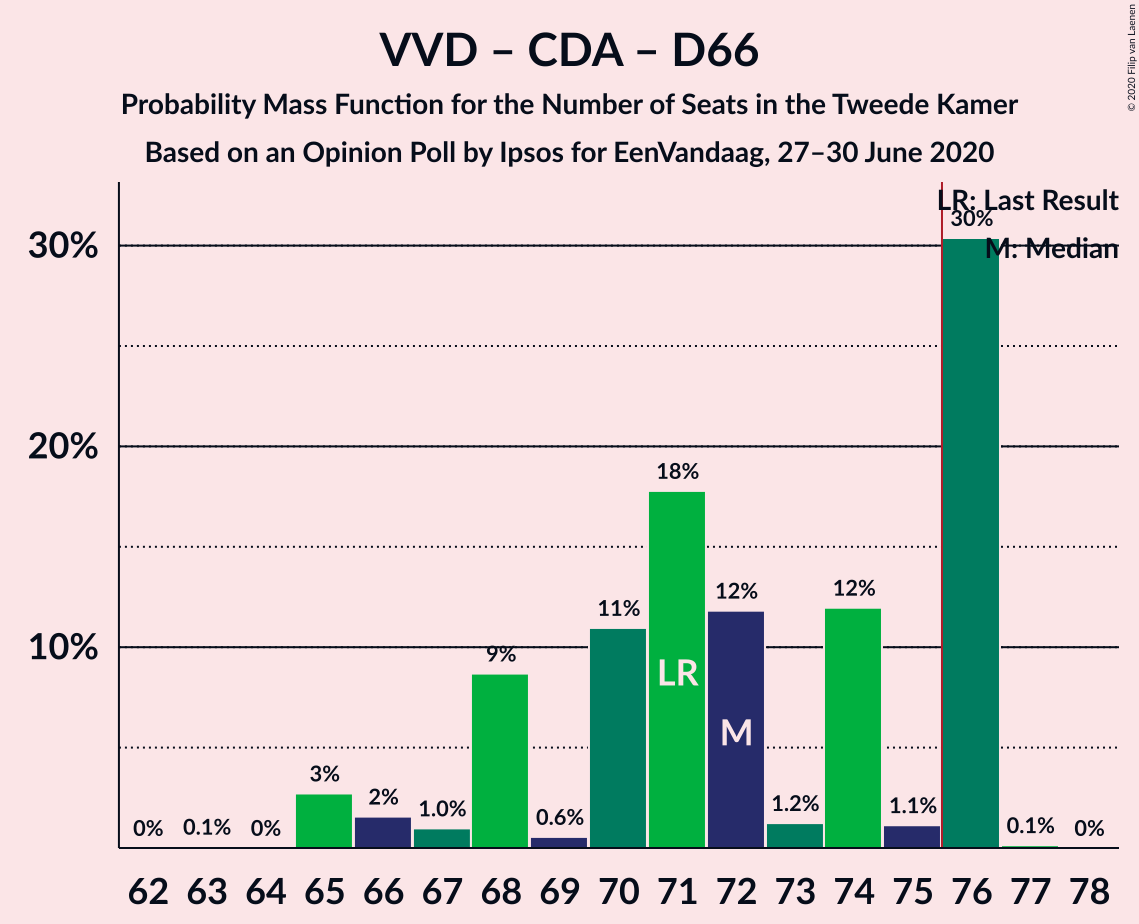 VVD – CDA – D66
Probability Mass Function for the Number of Seats in the Tweede Kamer
Based on an Opinion Poll by Ipsos for EenVandaag, 27–30 June 2020
© 2020 Filip van Laenen
LR: Last Result
M: Median
30%
20%
10%
0%
0.1%
0%
3%
2%
1.0%
9%
0.6%
11%
18%
12%
1.2%
12%
1.1%
30%
0.1%
0%
LR
M
62 63 64 65 66 67 68 69 70 71 72 73 74 75 76 77 78